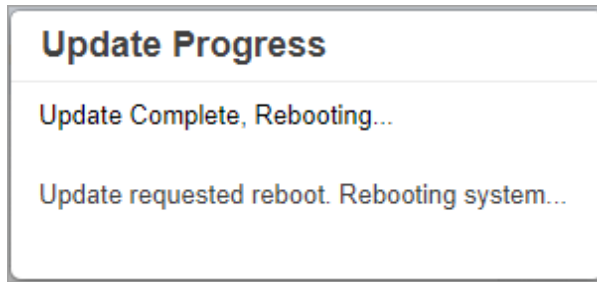 Update Progress
Update Complete, Rebooting...
Update requested reboot. Rebooting system...